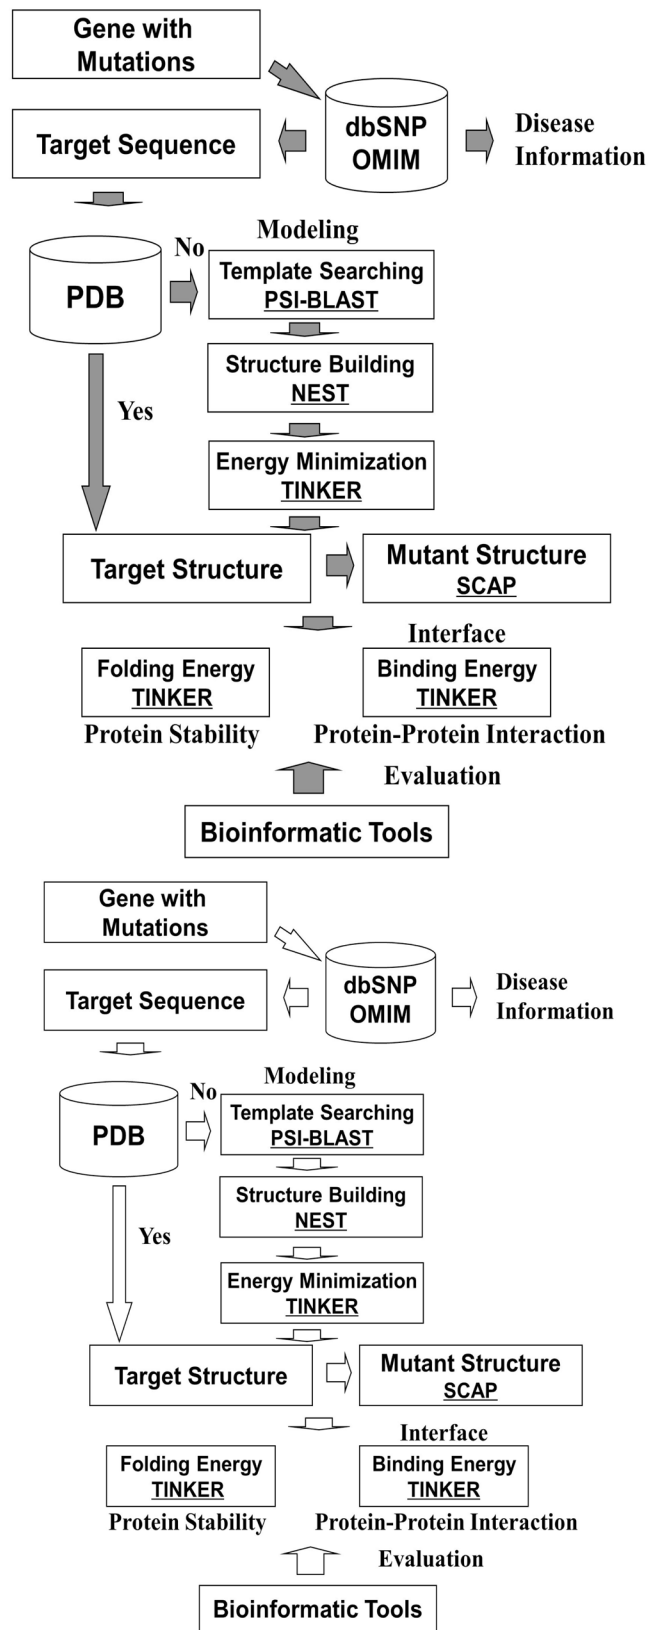 Gene with
Mutations
dbSNP
OMIM
Disease
Information
Target Sequence
No
Modeling
PDB
Template Searching
PSI-BLAST
Structure Building
NEST
Yes
Energy Minimization
TINKER
Target Structure
Mutant Structure
SCAP
Interface
Folding Energy
TINKER
Binding Energy
TINKER
Protein Stability
Protein-Protein Interaction
Evaluation
Bioinformatic Tools
Gene with
Mutations
dbSNP
OMIM
Disease
Information
Target Sequence
No
Modeling
PDB
Template Searching
PSI-BLAST
Structure Building
NEST
Yes
Energy Minimization
TINKER
Target Structure
Mutant Structure
SCAP
Interface
Folding Energy
TINKER
Binding Energy
TINKER
Protein Stability
Protein-Protein Interaction
Evaluation
Bioinformatic Tools